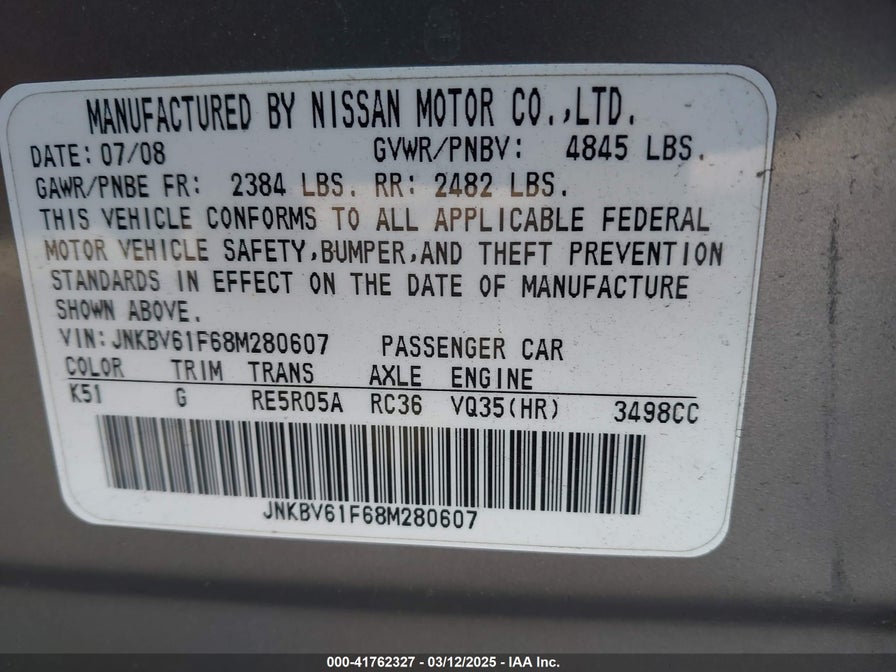 MANUFACTURED BY NISSAN MOTOR CO.,LTD.
DATE: 07/08 GVWR/PNBV: 4845 LBS.
GAWR/PNBE FR: 2384 LBS. RR: 2482 LBS.
THIS VEHICLE CONFORMS TO ALL APPLICABLE FEDERAL
MOTOR VEHICLE SAFETY,BUMPER,AND THEFT PREVENTION
STANDARDS IN EFFECT ON THE DATE OF MANUFACTURE
SHOWN ABOVE.
VIN:JNKBV61F68M280607 PASSENGER CAR
COLOR TRIM TRANS AXLE ENGINE
K51 G RE5R05A RC36 VQ35(HR) 3498CC
JNKBV61F68M280607
000-41762327 - 03/12/2025 - IAA Inc.